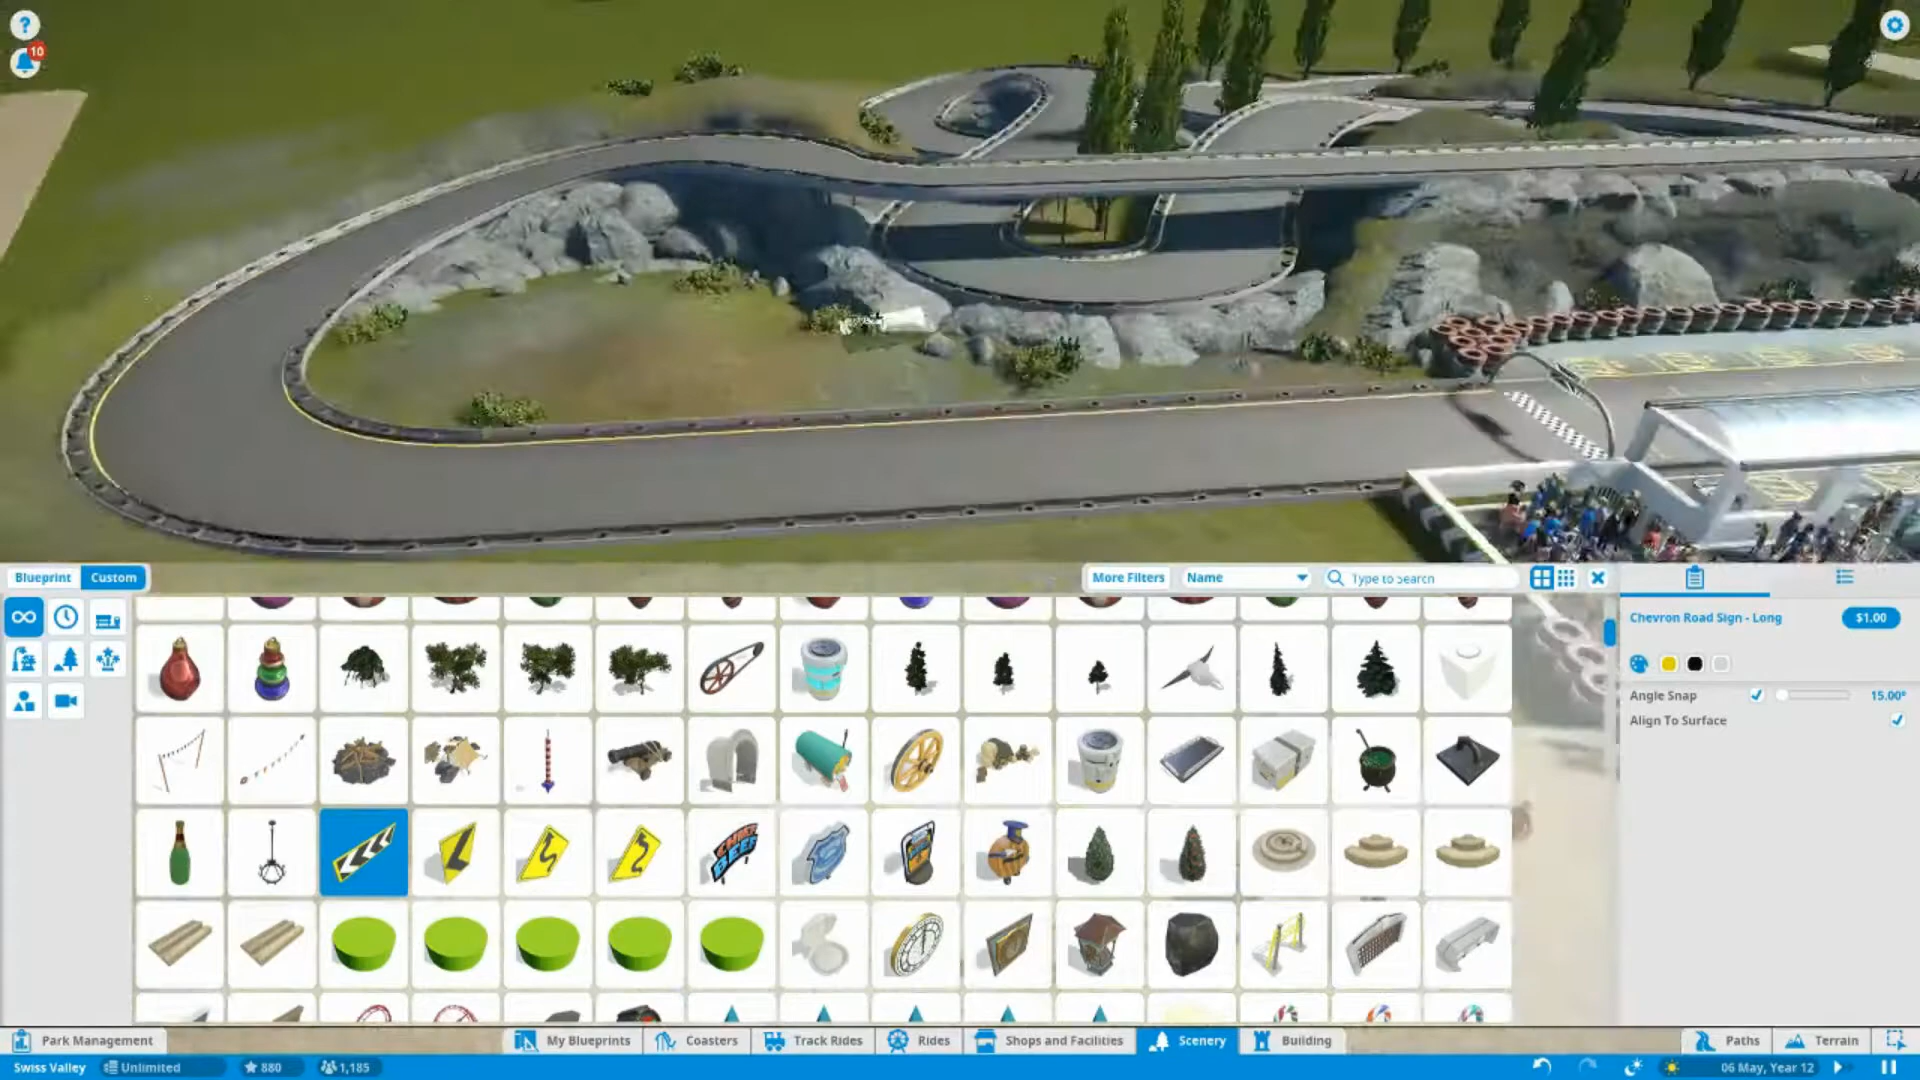 ?
10
Blueprint Custom More Filters Name Type to Search
Chevron Road Sign - Long $1.00
Angle Snap 15.00°
Align To Surface
CHIEF BEEF
Park Management My Blueprints Coasters Track Rides Rides Shops and Facilities Scenery Building Paths Terrain
Swiss Valley Unlimited 880 1,185 06 May, Year 12